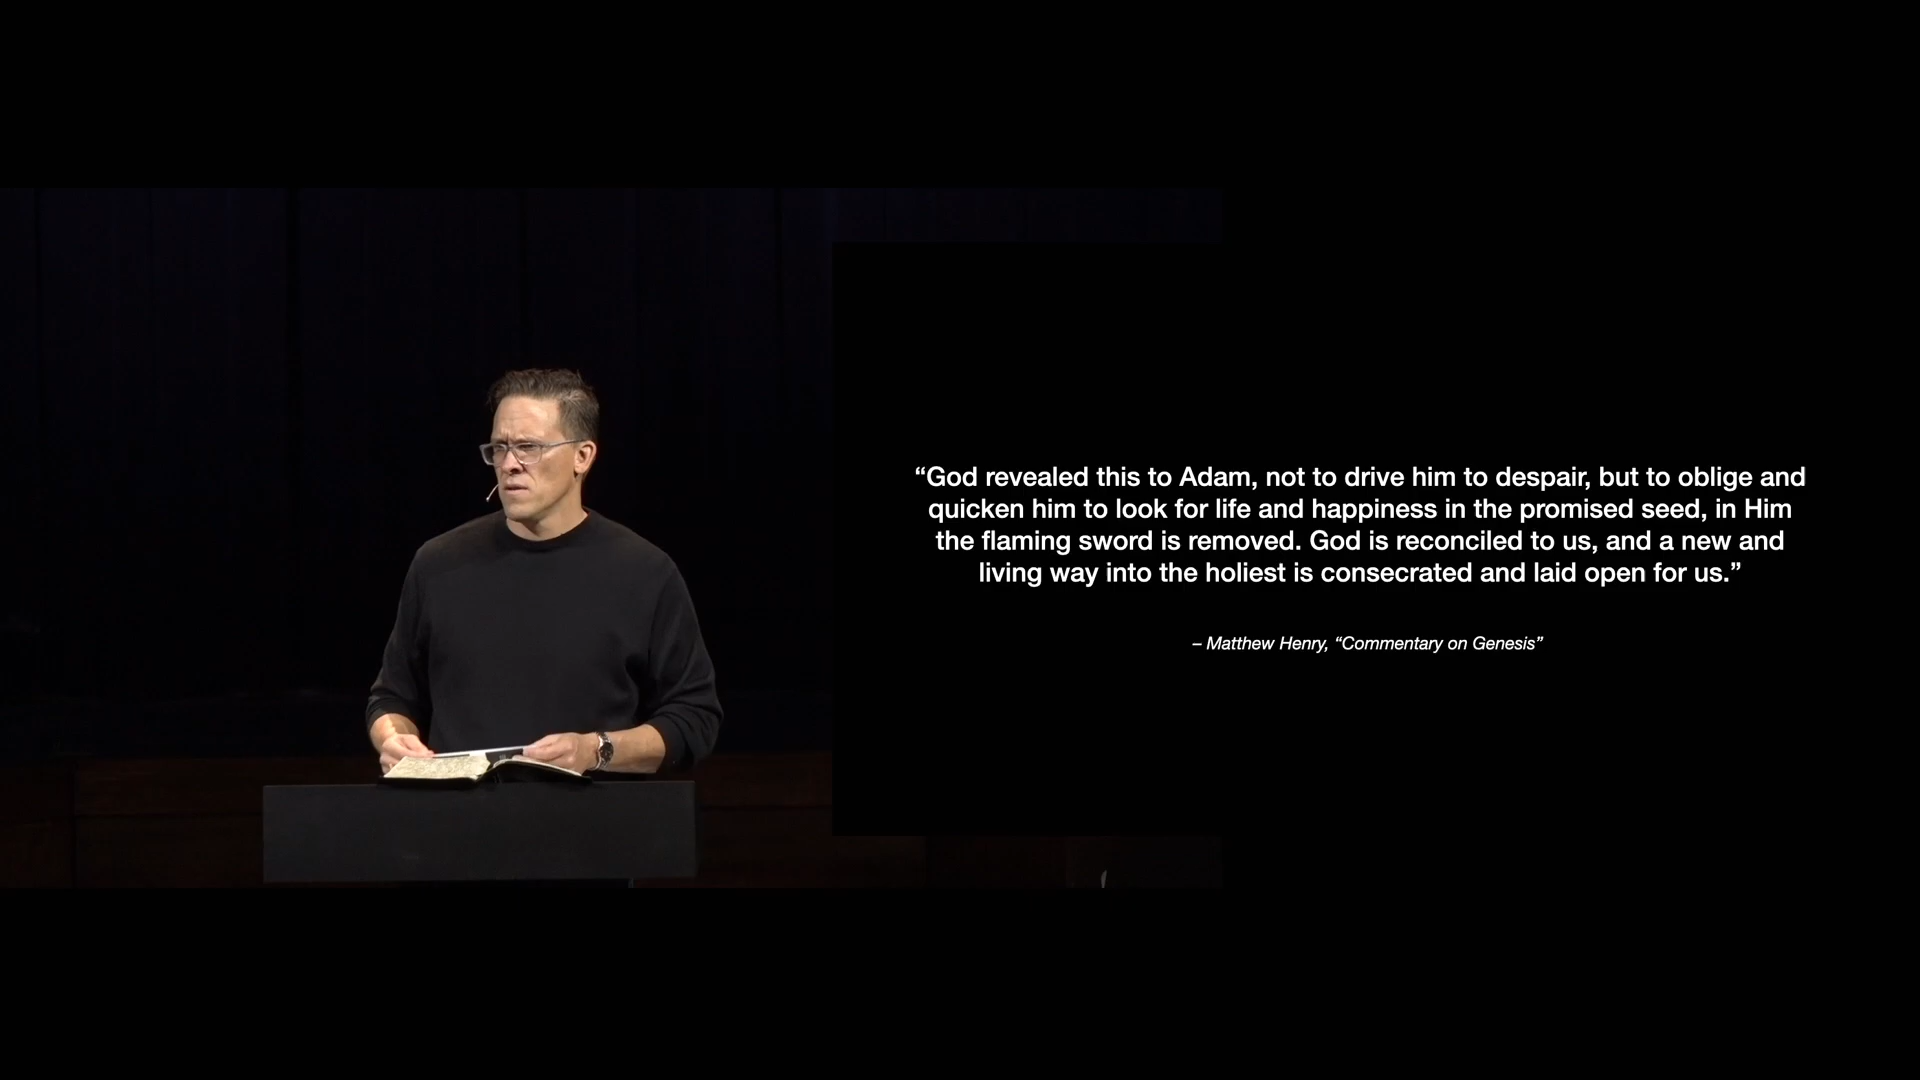 “God revealed this to Adam, not to drive him to despair, but to oblige and
quicken him to look for life and happiness in the promised seed, in Him
the flaming sword is removed. God is reconciled to us, and a new and
living way into the holiest is consecrated and laid open for us.”
– Matthew Henry, “Commentary on Genesis”